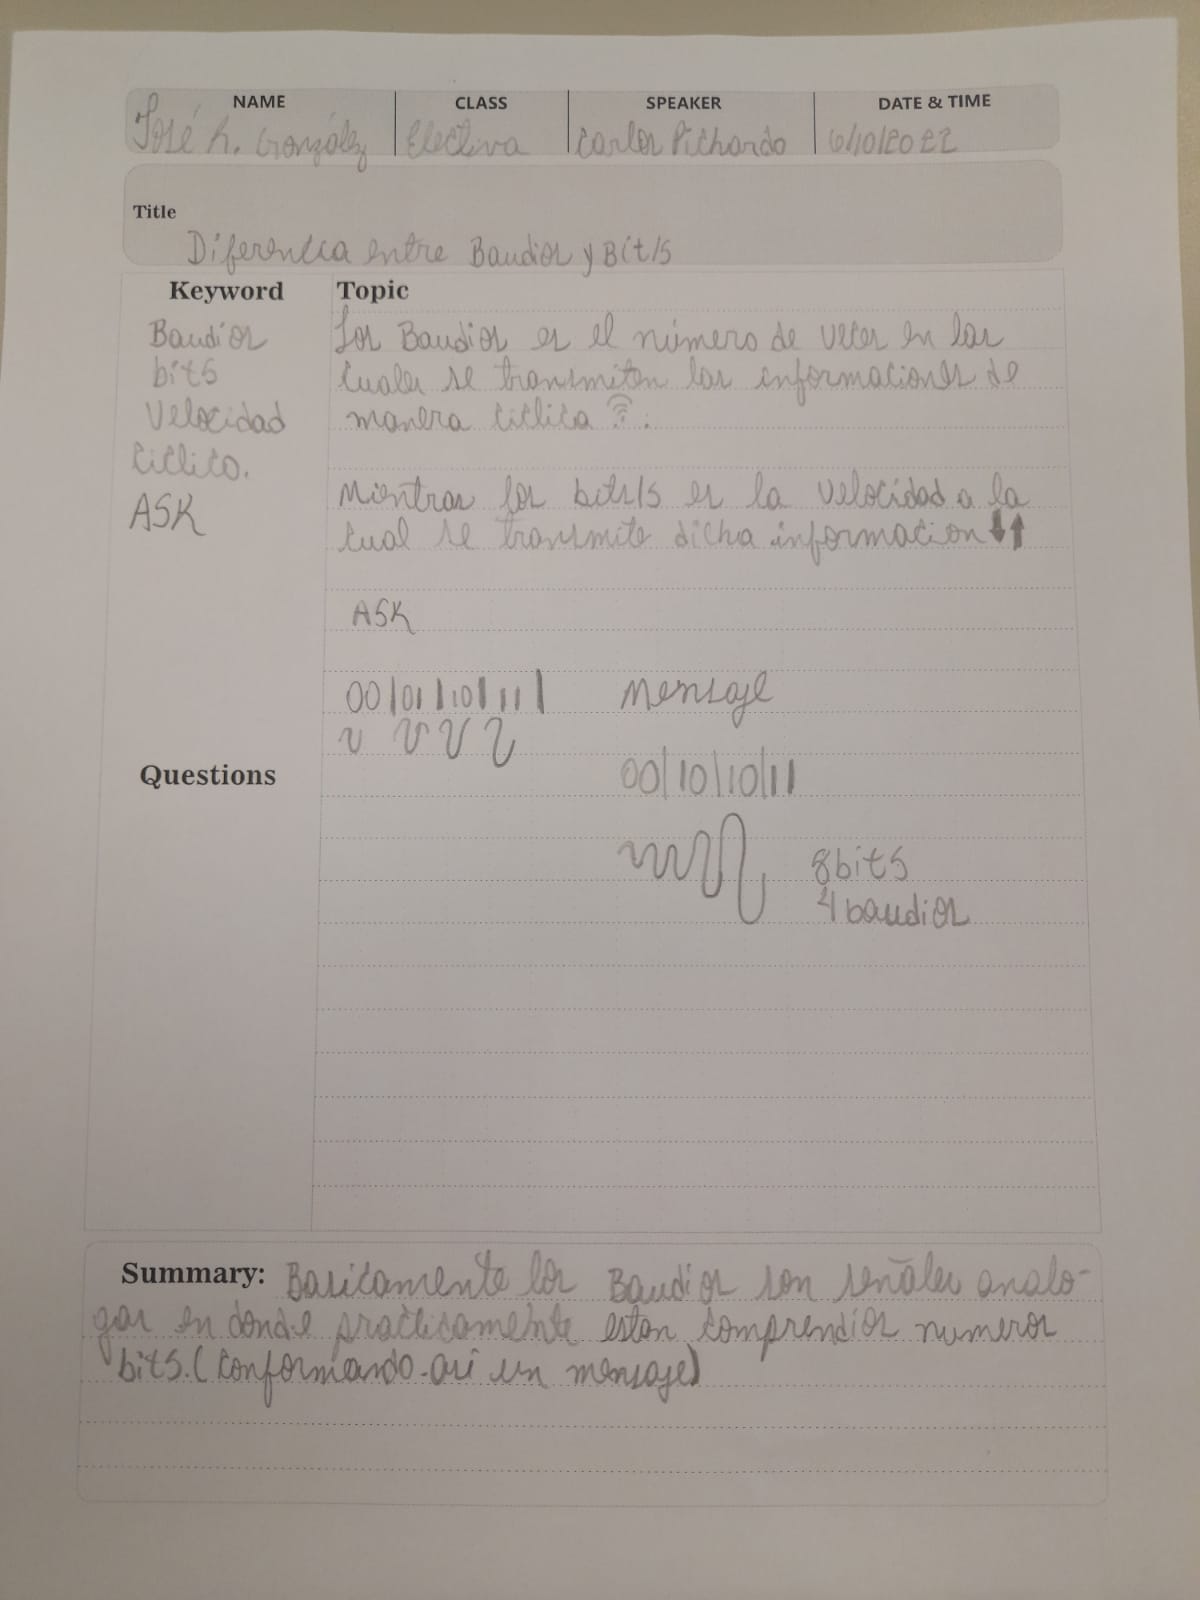 NAME CLASS SPEAKER DATE & TIME
José R. González Electiva Carlos Pichardo 6/10/2022
Title
Diferencia entre Baudios y Bit/s
Keyword Topic
Baudios
bits
Velocidad
Ciclico.
ASK
Los Baudios es el número de veces en las
cuales se transmiten las informaciones de
manera ciclica .
Mientras los bits/s es la velocidad a la
cual se transmite dicha informacion
ASK
00|01|10|11| Mensaje
Questions
00|10|10|11
8bits
4 baudios
Summary: Basicamente los Baudios son señales analo-
gas en donde practicamente estan comprendios numeros
bits. (conformando asi un mensaje)